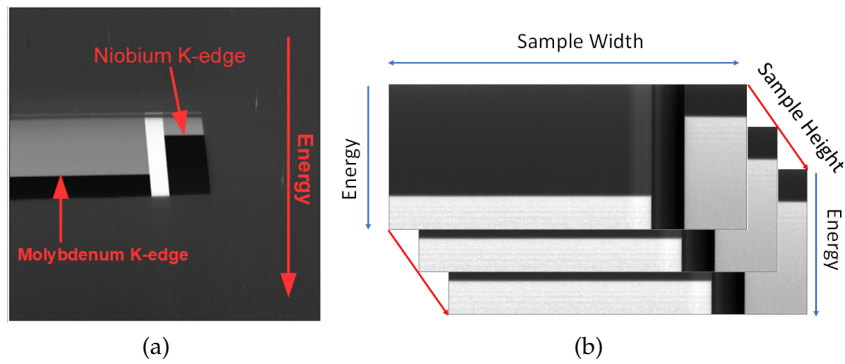 Niobium K-edge
Energy
Molybdenum K-edge
(a)
Sample Width
Sample Height
Energy
Energy
(b)